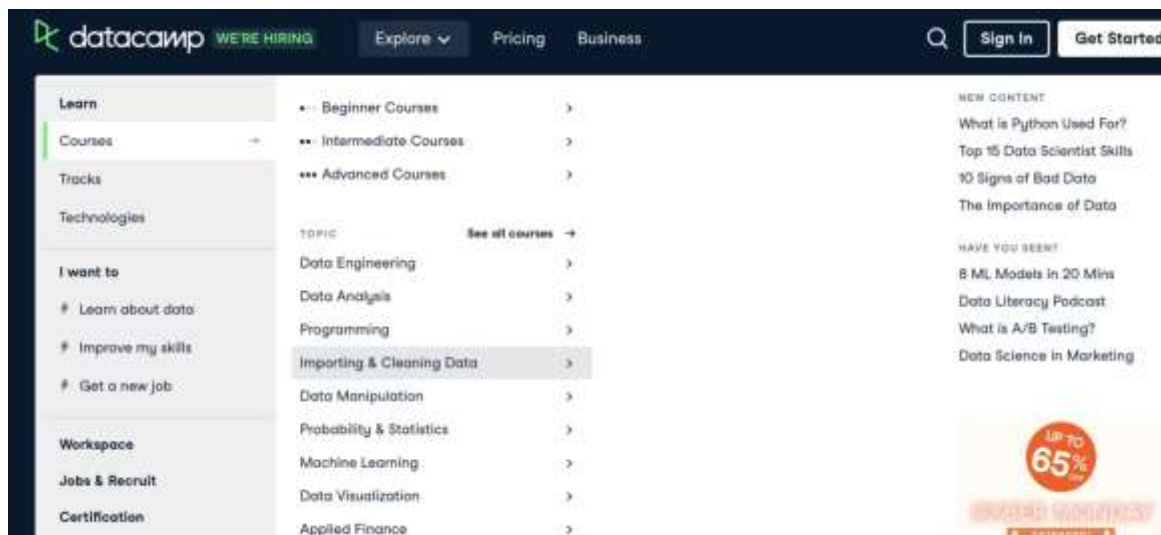 datacamp WE'RE HIRING Explore Pricing Business Sign In Get Started
Learn
Courses
Tracks
Technologies
I want to
Learn about data
Improve my skills
Get a new job
Workspace
Jobs & Recruit
Certification
Beginner Courses
Intermediate Courses
Advanced Courses
TOPIC See all courses
Data Engineering
Data Analysis
Programming
Importing & Cleaning Data
Data Manipulation
Probability & Statistics
Machine Learning
Data Visualization
Applied Finance
NEW CONTENT
What is Python Used For?
Top 15 Data Scientist Skills
10 Signs of Bad Data
The Importance of Data
HAVE YOU SEEN?
8 ML Models in 20 Mins
Data Literacy Podcast
What is A/B Testing?
Data Science in Marketing
UP TO
65%